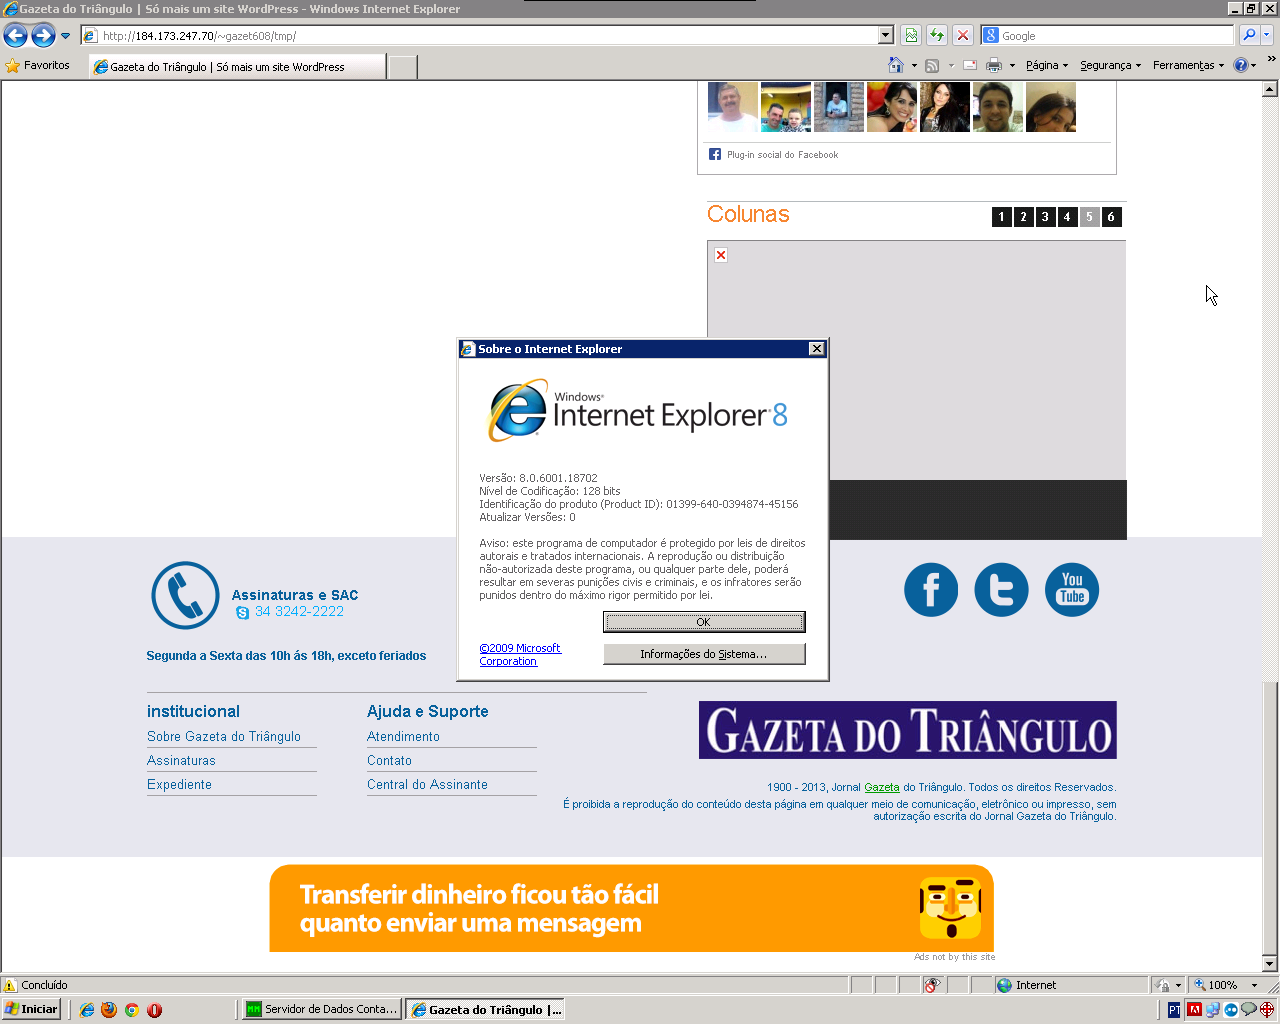 Gazeta do Triângulo | Só mais um site WordPress - Windows Internet Explorer
http://184.173.247.70/~gazet608/tmp/
Google
Favoritos
Gazeta do Triângulo | Só mais um site WordPress
Página
Segurança
Ferramentas
Plug-in social do Facebook
Colunas
1 2 3 4 5 6
Sobre o Internet Explorer
Windows®
Internet Explorer 8
Versão: 8.0.6001.18702
Nível de Codificação: 128 bits
Identificação do produto (Product ID): 01399-640-0394874-45156
Atualizar Versões: 0
Aviso: este programa de computador é protegido por leis de direitos
autorais e tratados internacionais. A reprodução ou distribuição
não-autorizada deste programa, ou qualquer parte dele, poderá
resultar em severas punições civis e criminais, e os infratores serão
punidos dentro do máximo rigor permitido por lei.
OK
©2009 Microsoft
Corporation
Informações do Sistema...
Assinaturas e SAC
34 3242-2222
Segunda a Sexta das 10h ás 18h, exceto feriados
You
Tube
institucional
Sobre Gazeta do Triângulo
Assinaturas
Expediente
Ajuda e Suporte
Atendimento
Contato
Central do Assinante
GAZETA DO TRIÂNGULO
1900 - 2013, Jornal Gazeta do Triângulo. Todos os direitos Reservados.
É proibida a reprodução do conteúdo desta página em qualquer meio de comunicação, eletrônico ou impresso, sem
autorização escrita do Jornal Gazeta do Triângulo.
Transferir dinheiro ficou tão fácil
quanto enviar uma mensagem
Ads not by this site
Concluído
Internet
100%
Iniciar
Servidor de Dados Conta...
Gazeta do Triângulo |...
PT